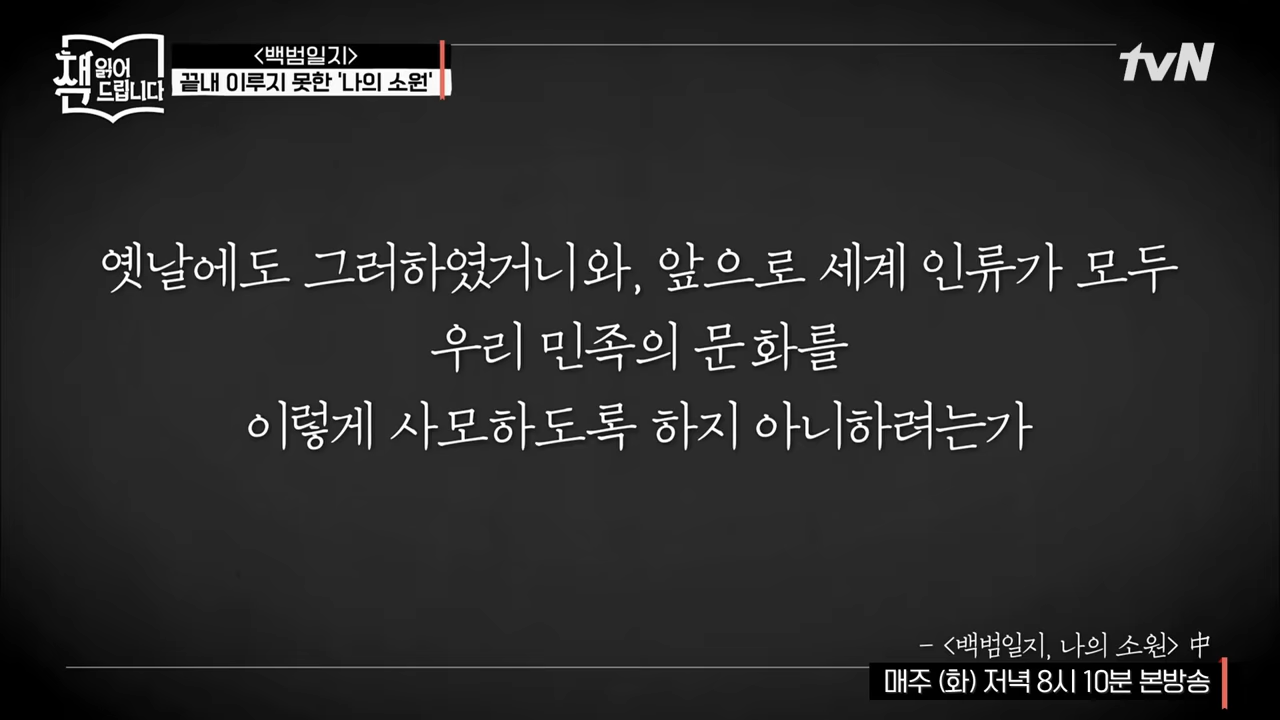 책 읽어
드립니다
<백범일지>
끝내 이루지 못한 '나의 소원'
tvN
옛날에도 그러하였거니와, 앞으로 세계 인류가 모두
우리 민족의 문화를
이렇게 사모하도록 하지 아니하려는가
- <백범일지, 나의 소원> 中
매주 (화) 저녁 8시 10분 본방송